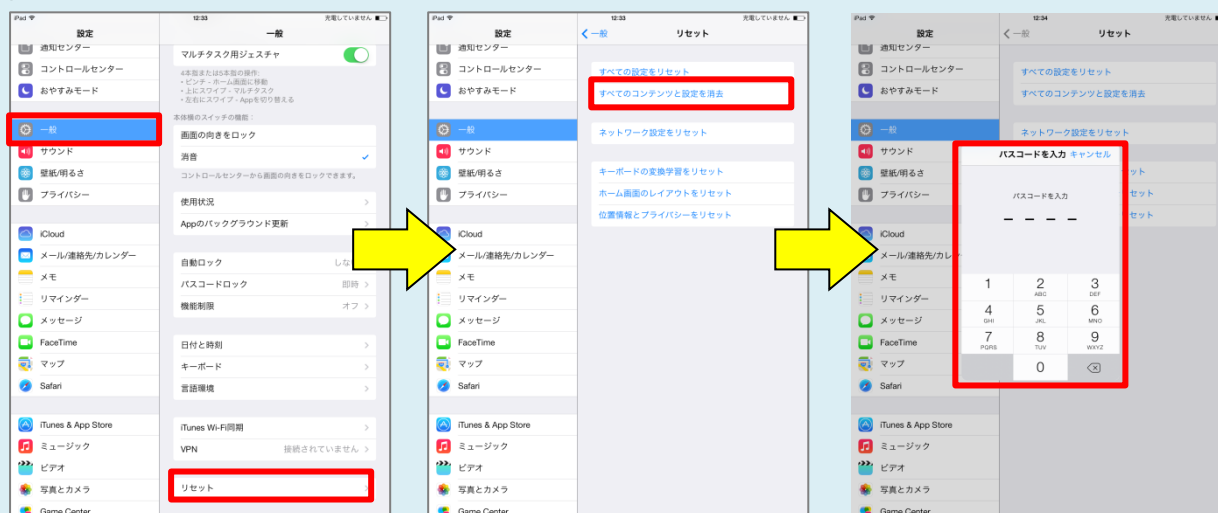 iPad
12:33
充電していません
設定
一般
通知センター
コントロールセンター
おやすみモード
一般
サウンド
壁紙/明るさ
プライバシー
iCloud
メール/連絡先/カレンダー
メモ
リマインダー
メッセージ
FaceTime
マップ
Safari
iTunes & App Store
ミュージック
ビデオ
写真とカメラ
Game Center
マルチタスク用ジェスチャ
4本指または5本指の操作:
・ピンチ - ホーム画面に移動
・上にスワイプ - マルチタスク
・左右にスワイプ - Appを切り替える
本体横のスイッチの機能:
画面の向きをロック
消音
コントロールセンターから画面の向きをロックできます。
使用状況
Appのバックグラウンド更新
自動ロック
しな
パスコードロック 即時
機能制限 オフ
日付と時刻
キーボード
言語環境
iTunes Wi-Fi同期
VPN 接続されていません
リセット
iPad
12:33
充電していません
設定
一般 リセット
通知センター
コントロールセンター
おやすみモード
一般
サウンド
壁紙/明るさ
プライバシー
iCloud
メール/連絡先/カレンダー
メモ
リマインダー
メッセージ
FaceTime
マップ
Safari
iTunes & App Store
ミュージック
ビデオ
写真とカメラ
Game Center
すべての設定をリセット
すべてのコンテンツと設定を消去
ネットワーク設定をリセット
キーボードの変換学習をリセット
ホーム画面のレイアウトをリセット
位置情報とプライバシーをリセット
iPad
12:34
充電していません
設定
一般 リセット
通知センター
コントロールセンター
おやすみモード
一般
サウンド
壁紙/明るさ
プライバシー
iCloud
メール/連絡先/カレ
メモ
リマインダー
メッセージ
FaceTime
マップ
Safari
iTunes & App Store
ミュージック
ビデオ
写真とカメラ
Game Center
すべての設定をリセット
すべてのコンテンツと設定を消去
ネットワーク設定をリセット
セット
セット
セット
パスコードを入力 キャンセル
パスコードを入力
1 2 3
ABC DEF
4 5 6
GHI JKL MNO
7 8 9
PQRS TUV WXYZ
0